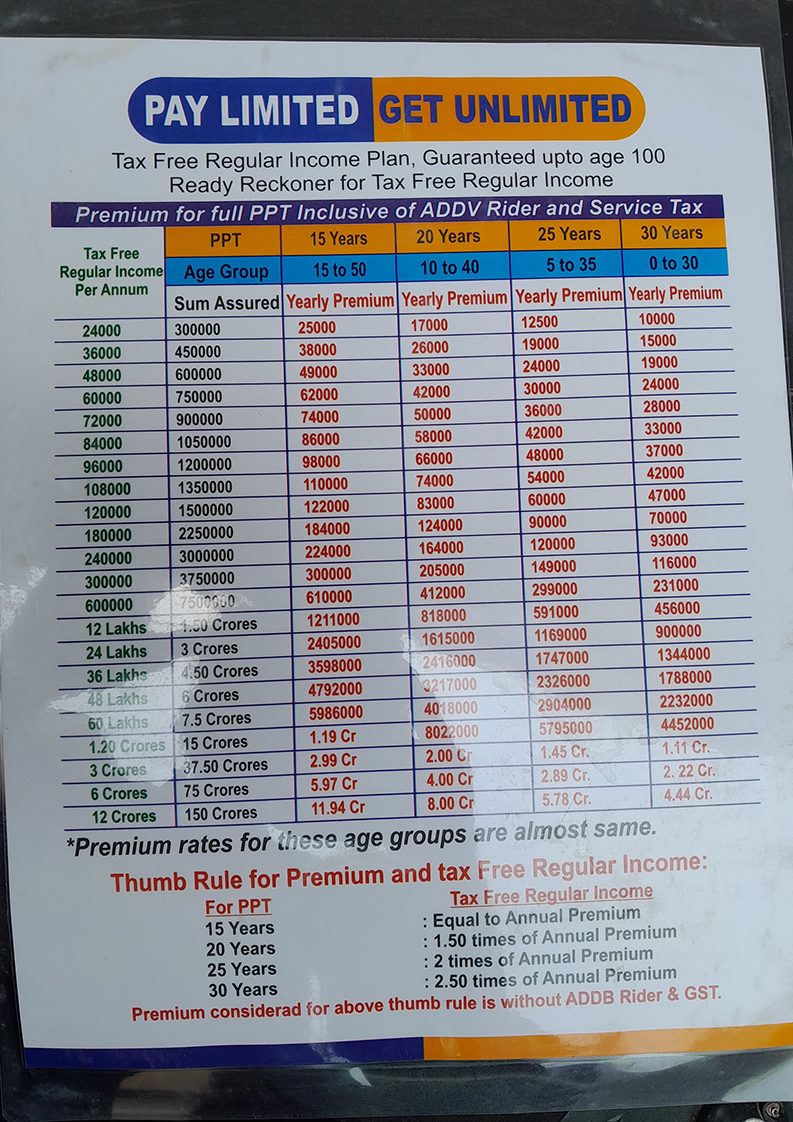 PAY LIMITED GET UNLIMITED
Tax Free Regular Income Plan, Guaranteed upto age 100
Ready Reckoner for Tax Free Regular Income
Premium for full PPT Inclusive of ADDV Rider and Service Tax
Tax Free Regular Income Per Annum PPT 15 Years 20 Years 25 Years 30 Years
Age Group 15 to 50 10 to 40 5 to 35 0 to 30
Sum Assured Yearly Premium Yearly Premium Yearly Premium Yearly Premium
24000 300000 25000 17000 12500 10000
36000 450000 38000 26000 19000 15000
48000 600000 49000 33000 24000 19000
60000 750000 62000 42000 30000 24000
72000 900000 74000 50000 36000 28000
84000 1050000 86000 58000 42000 33000
96000 1200000 98000 66000 48000 37000
108000 1350000 110000 74000 54000 42000
120000 1500000 122000 83000 60000 47000
180000 2250000 184000 124000 90000 70000
240000 3000000 224000 164000 120000 93000
300000 3750000 300000 205000 149000 116000
600000 7500000 610000 412000 299000 231000
12 Lakhs 1.50 Crores 1211000 818000 591000 456000
24 Lakhs 3 Crores 2405000 1615000 1169000 900000
36 Lakhs 4.50 Crores 3598000 2416000 1747000 1344000
48 Lakhs 6 Crores 4792000 3217000 2326000 1788000
60 Lakhs 7.5 Crores 5986000 4018000 2904000 2232000
1.20 Crores 15 Crores 1.19 Cr 8022000 5795000 4452000
3 Crores 37.50 Crores 2.99 Cr 2.00 Cr 1.45 Cr. 1.11 Cr.
6 Crores 75 Crores 5.97 Cr 4.00 Cr 2.89 Cr. 2. 22 Cr.
12 Crores 150 Crores 11.94 Cr 8.00 Cr 5.78 Cr. 4.44 Cr.
*Premium rates for these age groups are almost same.
Thumb Rule for Premium and tax Free Regular Income:
For PPT Tax Free Regular Income
15 Years : Equal to Annual Premium
20 Years : 1.50 times of Annual Premium
25 Years : 2 times of Annual Premium
30 Years : 2.50 times of Annual Premium
Premium considerad for above thumb rule is without ADDB Rider & GST.